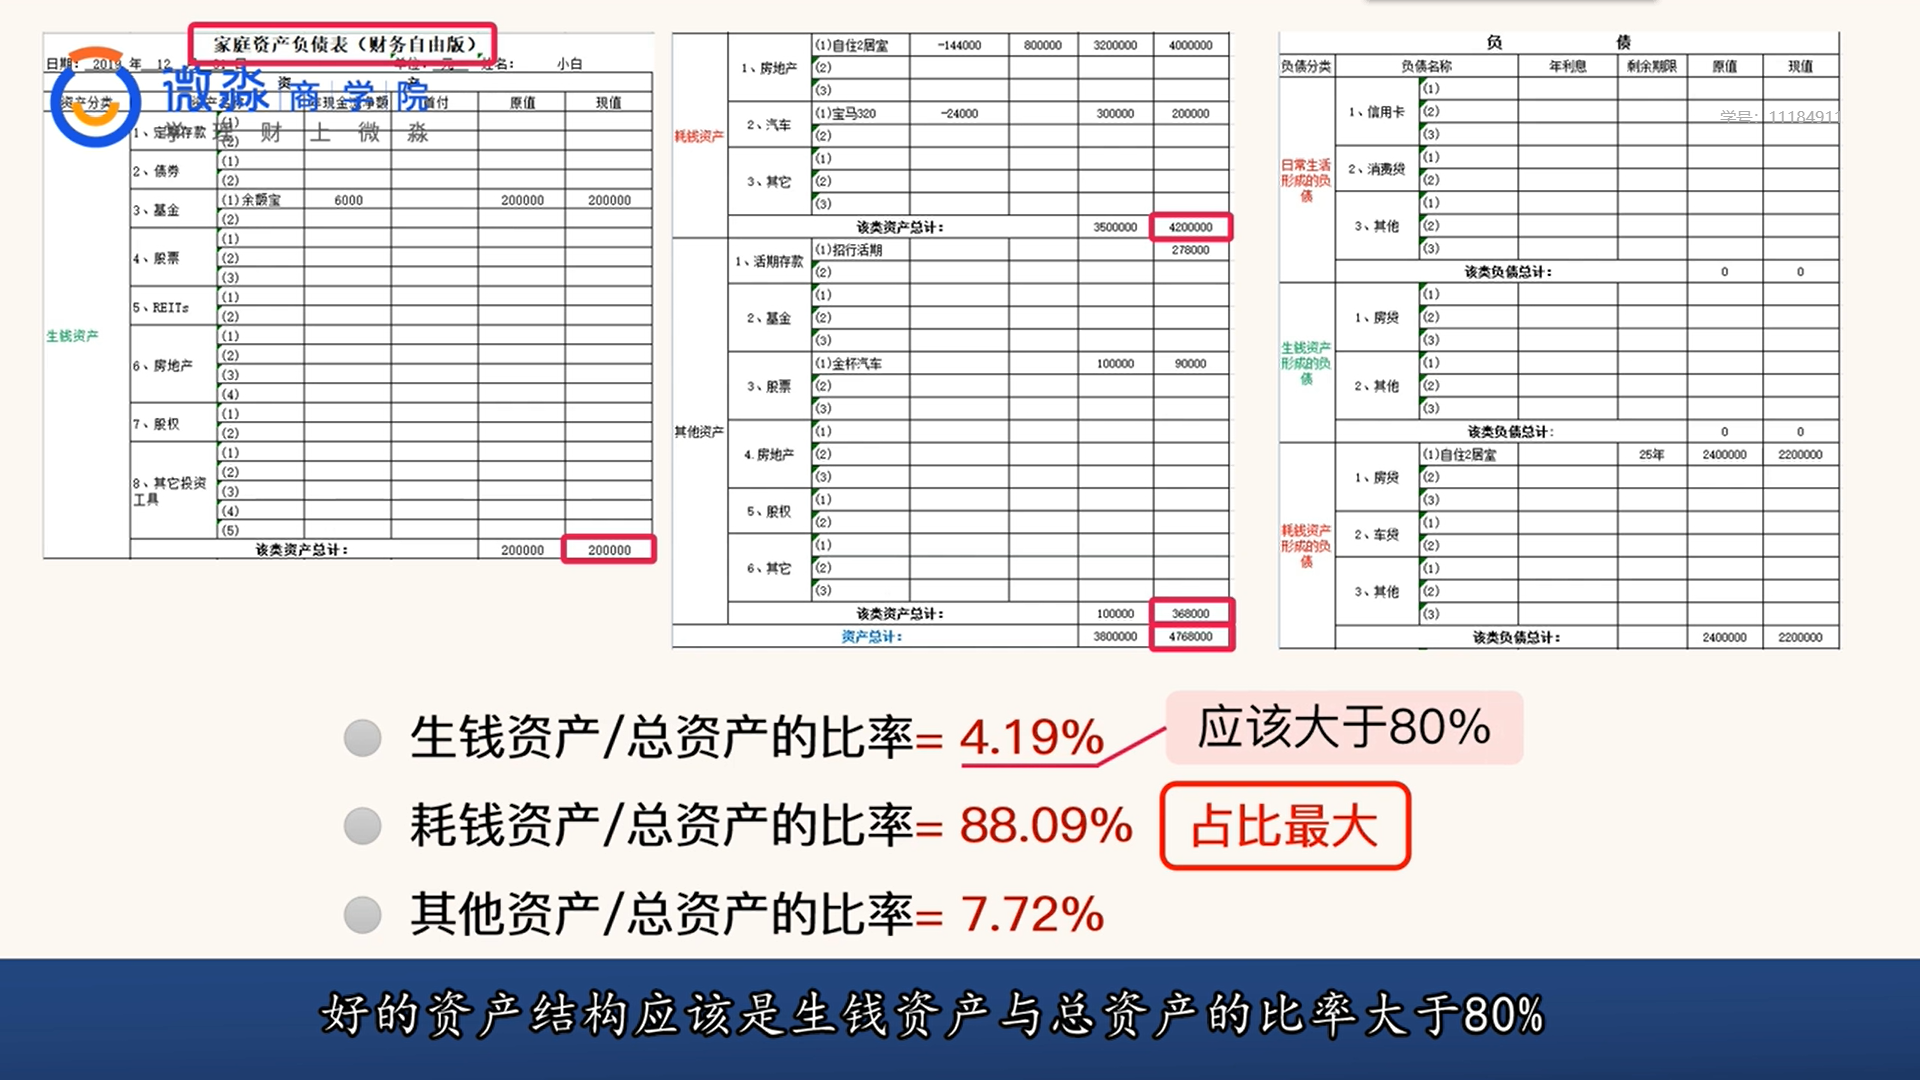 家庭资产负债表（财务自由版）
日期： 2019 年 12
姓名： 小白
微淼商学院
学理财上微淼
资 产
资产分类
首付 原值 现值
生钱资产
1、定期存款 (1)
(2)
2、债券 (1)
(2)
3、基金 (1)余额宝 6000 200000 200000
(2)
4、股票 (1)
(2)
(3)
5、REITs (1)
(2)
6、房地产 (1)
(2)
(3)
(4)
7、股权 (1)
(2)
8、其它投资工具 (1)
(2)
(3)
(4)
(5)
该类资产总计： 200000 200000
耗钱资产
1、房地产 (1)自住2居室 -144000 800000 3200000 4000000
(2)
(3)
2、汽车 (1)宝马320 -24000 300000 200000
(2)
3、其它 (1)
(2)
(3)
该类资产总计： 3500000 4200000
其他资产
1、活期存款 (1)招行活期 278000
(2)
2、基金 (1)
(2)
(3)
3、股票 (1)金杯汽车 100000 90000
(2)
(3)
4.房地产 (1)
(2)
(3)
5、股权 (1)
(2)
6、其它 (1)
(2)
(3)
该类资产总计： 100000 368000
资产总计： 3800000 4768000
负 债
负债分类 负债名称 年利息 剩余期限 原值 现值
学号：11184911
日常生活形成的负债
1、信用卡 (1)
(2)
(3)
2、消费贷 (1)
(2)
3、其他 (1)
(2)
(3)
该类负债总计： 0 0
生钱资产形成的负债
1、房贷 (1)
(2)
(3)
2、其他 (1)
(2)
(3)
该类负债总计： 0 0
耗钱资产形成的负债
1、房贷 (1)自住2居室 25年 2400000 2200000
(2)
(3)
2、车贷 (1)
(2)
3、其他 (1)
(2)
(3)
该类负债总计： 2400000 2200000
生钱资产/总资产的比率= 4.19% 应该大于80%
耗钱资产/总资产的比率= 88.09% 占比最大
其他资产/总资产的比率= 7.72%
好的资产结构应该是生钱资产与总资产的比率大于80%